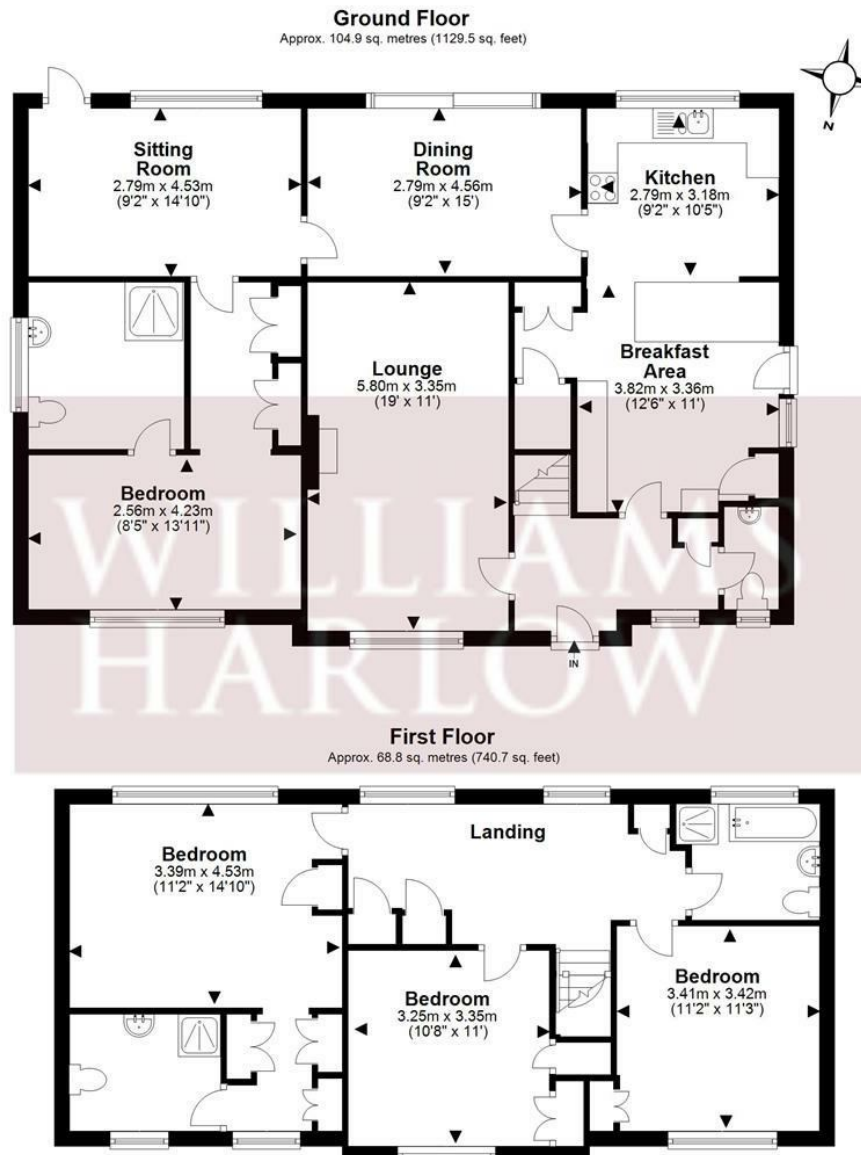 Ground Floor
Approx. 104.9 sq. metres (1129.5 sq. feet)
N
Sitting
Room
2.79m x 4.53m
(9'2" x 14'10")
Dining
Room
2.79m x 4.56m
(9'2" x 15')
Kitchen
2.79m x 3.18m
(9'2" x 10'5")
Lounge
5.80m x 3.35m
(19' x 11')
Breakfast
Area
3.82m x 3.36m
(12'6" x 11')
Bedroom
2.56m x 4.23m
(8'5" x 13'11")
IN
WILLIAMS
HARLOW
First Floor
Approx. 68.8 sq. metres (740.7 sq. feet)
Landing
Bedroom
3.39m x 4.53m
(11'2" x 14'10")
Bedroom
3.25m x 3.35m
(10'8" x 11')
Bedroom
3.41m x 3.42m
(11'2" x 11'3")